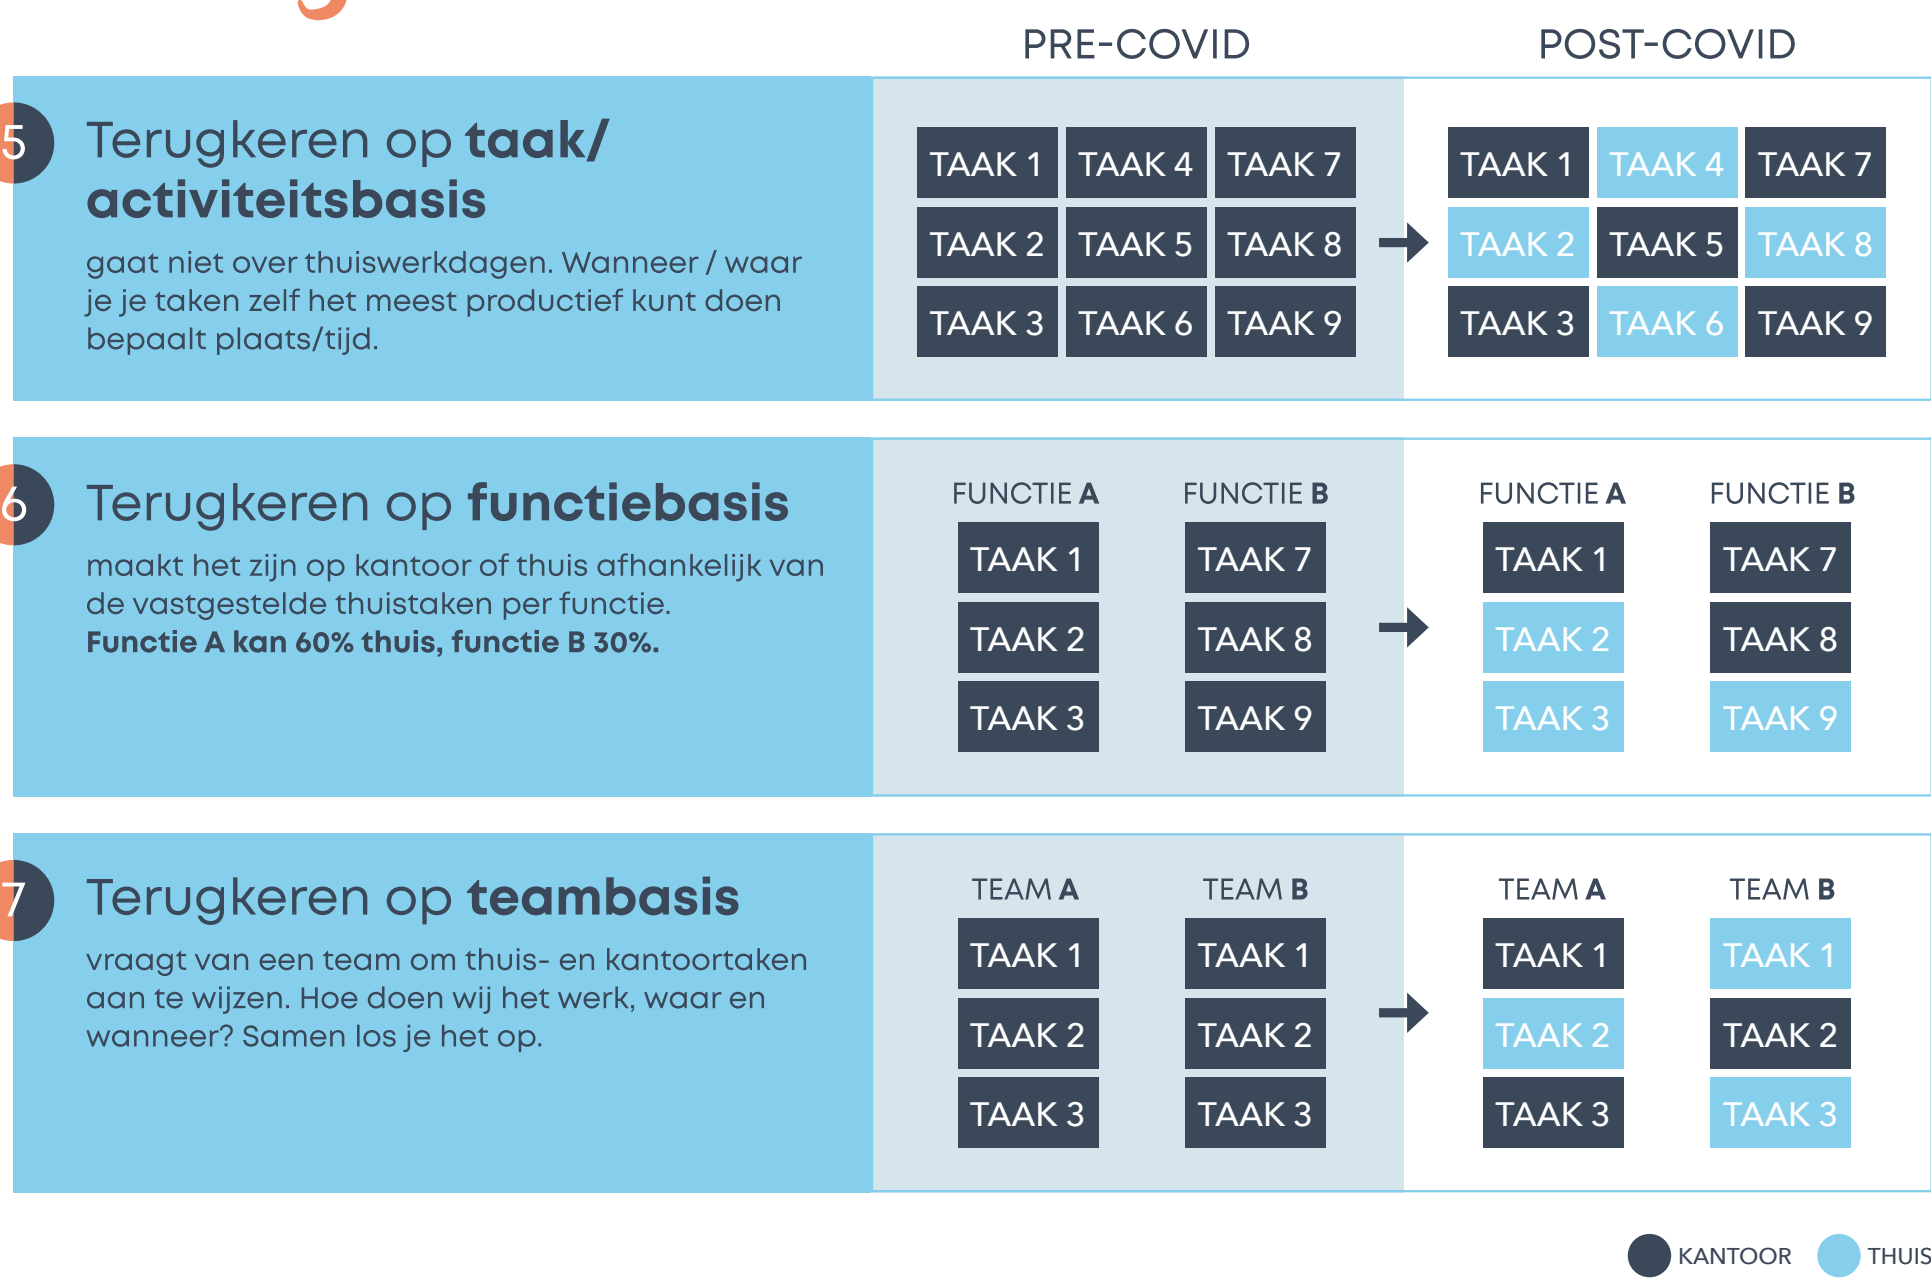 PRE-COVID POST-COVID
5
Terugkeren op taak/
activiteitsbasis
gaat niet over thuiswerkdagen. Wanneer / waar
je je taken zelf het meest productief kunt doen
bepaalt plaats/tijd.
TAAK 1 TAAK 4 TAAK 7
TAAK 2 TAAK 5 TAAK 8
TAAK 3 TAAK 6 TAAK 9
TAAK 1 TAAK 4 TAAK 7
TAAK 2 TAAK 5 TAAK 8
TAAK 3 TAAK 6 TAAK 9
6
Terugkeren op functiebasis
maakt het zijn op kantoor of thuis afhankelijk van
de vastgestelde thuistaken per functie.
Functie A kan 60% thuis, functie B 30%.
FUNCTIE A FUNCTIE B
TAAK 1 TAAK 7
TAAK 2 TAAK 8
TAAK 3 TAAK 9
FUNCTIE A FUNCTIE B
TAAK 1 TAAK 7
TAAK 2 TAAK 8
TAAK 3 TAAK 9
7
Terugkeren op teambasis
vraagt van een team om thuis- en kantoortaken
aan te wijzen. Hoe doen wij het werk, waar en
wanneer? Samen los je het op.
TEAM A TEAM B
TAAK 1 TAAK 1
TAAK 2 TAAK 2
TAAK 3 TAAK 3
TEAM A TEAM B
TAAK 1 TAAK 1
TAAK 2 TAAK 2
TAAK 3 TAAK 3
KANTOOR THUIS